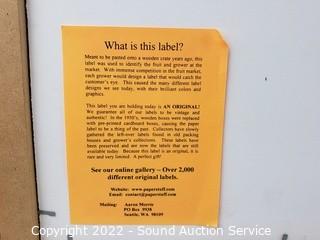 What is this label?
Meant to be pasted onto a wooden crate years ago, this
label was used to identify the fruit and grower at the
market. With immense competition in the fruit market,
each grower would design a label that would catch the
customer's eye. This caused the many different label
designs we see today, with their brilliant colors and
graphics.
This label you are holding today is AN ORIGINAL!
We guarantee all of our labels to be vintage and
authentic! In the 1950's, wooden boxes were replaced
with pre-printed cardboard boxes, causing the paper
label to be a thing of the past. Collectors have slowly
gathered the left-over labels found in old packing
houses and grower's collections. These labels
have been preserved and are now the labels that are still
available today. Because this label is an original, it is
rare and very limited. A perfect gift!
See our online gallery – Over 2,000
different original labels.
Website: www.paperstuff.com
Email: contact@paperstuff.com
Mailing: Aaron Morris
PO Box 9938
Seattle, WA 98109
Copyright 2022 - Sound Auction Service